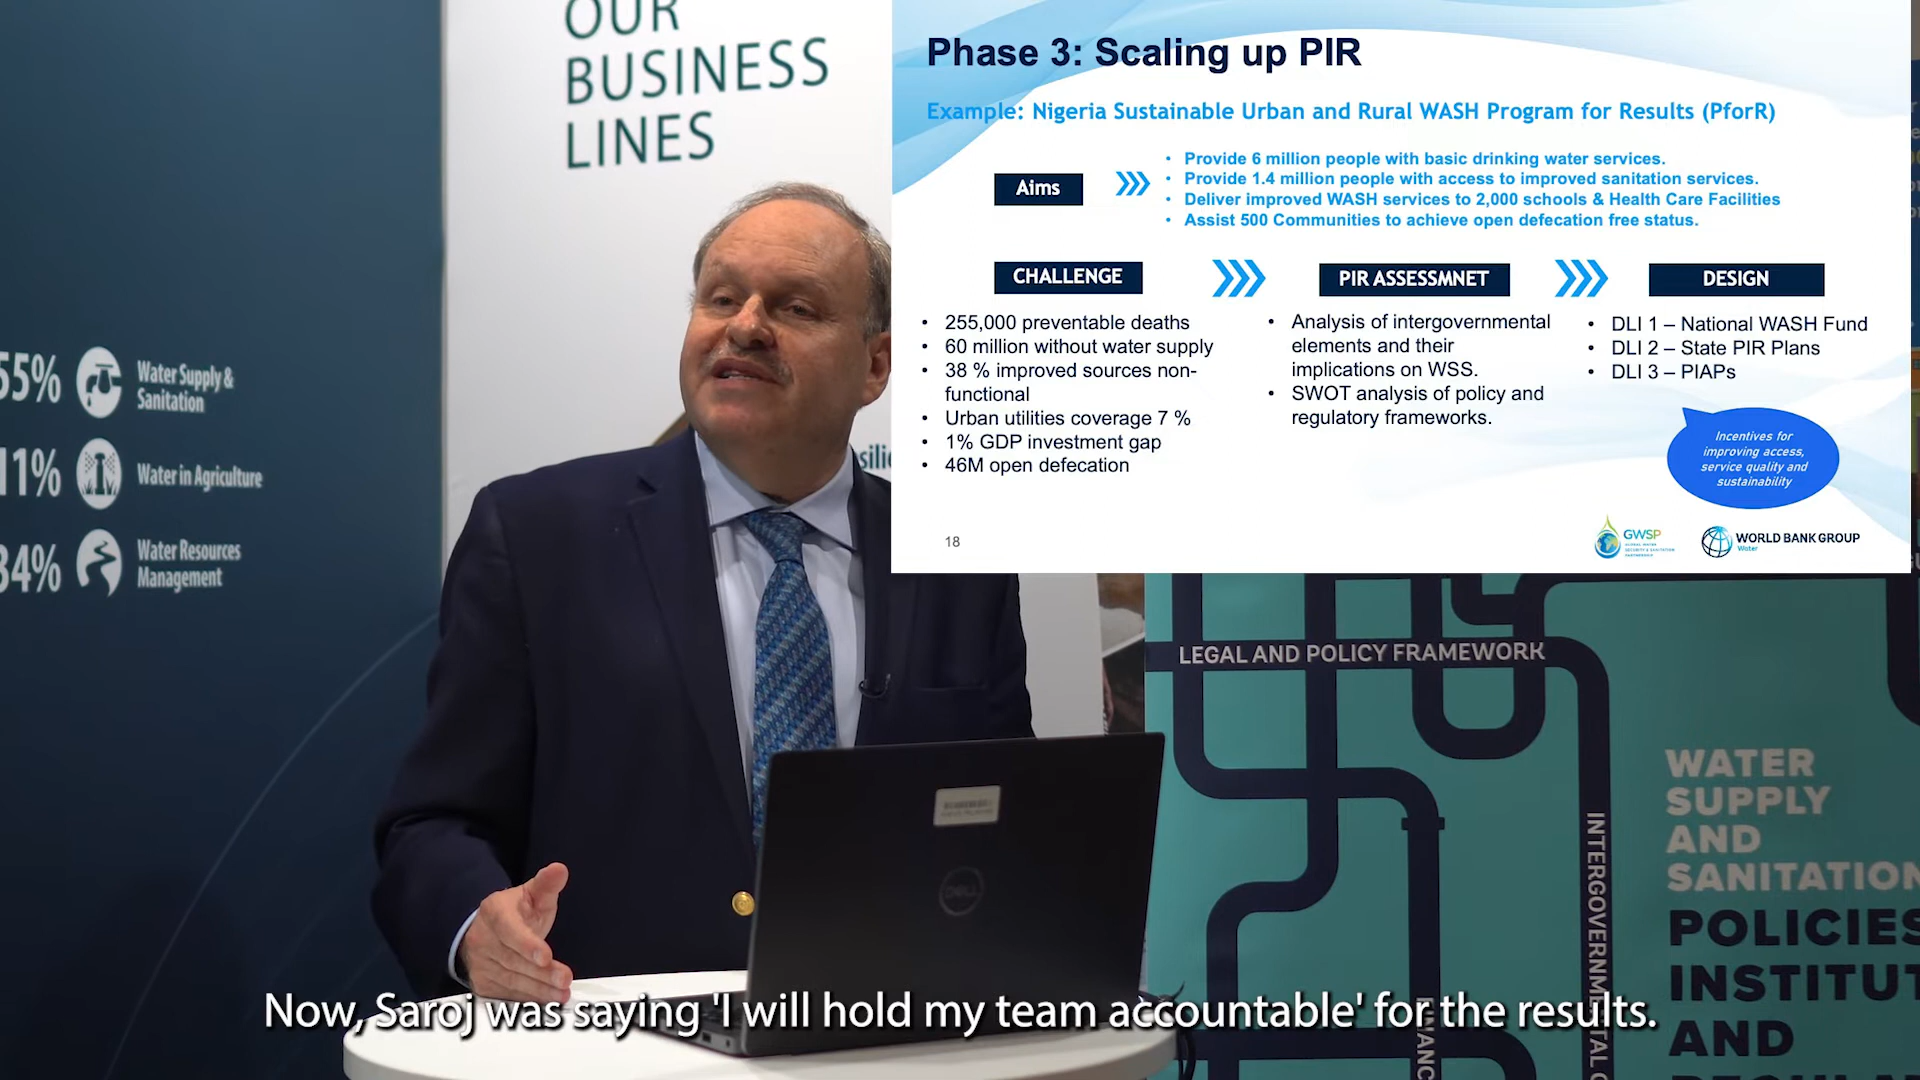 OUR
BUSINESS
LINES
55%
Water Supply &
Sanitation
11%
Water in Agriculture
34%
Water Resources
Management
Phase 3: Scaling up PIR
Example: Nigeria Sustainable Urban and Rural WASH Program for Results (PforR)
Aims
• Provide 6 million people with basic drinking water services.
• Provide 1.4 million people with access to improved sanitation services.
• Deliver improved WASH services to 2,000 schools & Health Care Facilities
• Assist 500 Communities to achieve open defecation free status.
CHALLENGE
• 255,000 preventable deaths
• 60 million without water supply
• 38 % improved sources non-
functional
• Urban utilities coverage 7 %
• 1% GDP investment gap
• 46M open defecation
PIR ASSESSMNET
• Analysis of intergovernmental
elements and their
implications on WSS.
• SWOT analysis of policy and
regulatory frameworks.
DESIGN
• DLI 1 – National WASH Fund
• DLI 2 – State PIR Plans
• DLI 3 – PIAPs
Incentives for
improving access,
service quality and
sustainability
18
GWSP
GLOBAL WATER
SECURITY & SANITATION
PARTNERSHIP
WORLD BANK GROUP
Water
LEGAL AND POLICY FRAMEWORK
INTERGOVERNMENTAL
WATER
SUPPLY
AND
SANITATION
POLICIES
INSTITUT
AND
DELL
Now, Saroj was saying 'I will hold my team accountable' for the results.